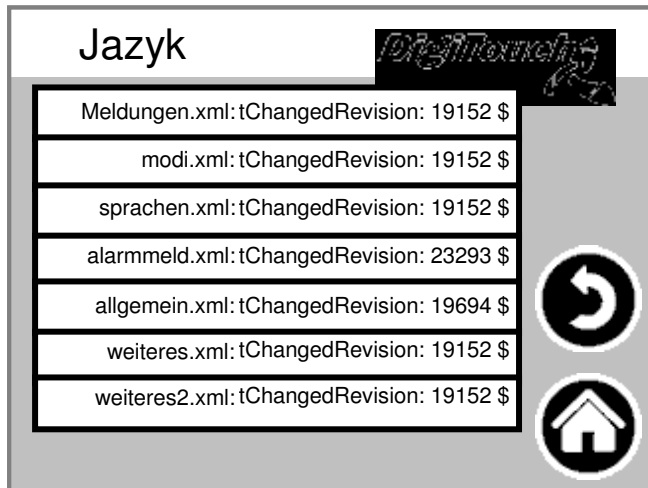 Jazyk
DigiTouch
Meldungen.xml: tChangedRevision: 19152 $
modi.xml: tChangedRevision: 19152 $
sprachen.xml: tChangedRevision: 19152 $
alarmmeld.xml: tChangedRevision: 23293 $
allgemein.xml: tChangedRevision: 19694 $
weiteres.xml: tChangedRevision: 19152 $
weiteres2.xml: tChangedRevision: 19152 $